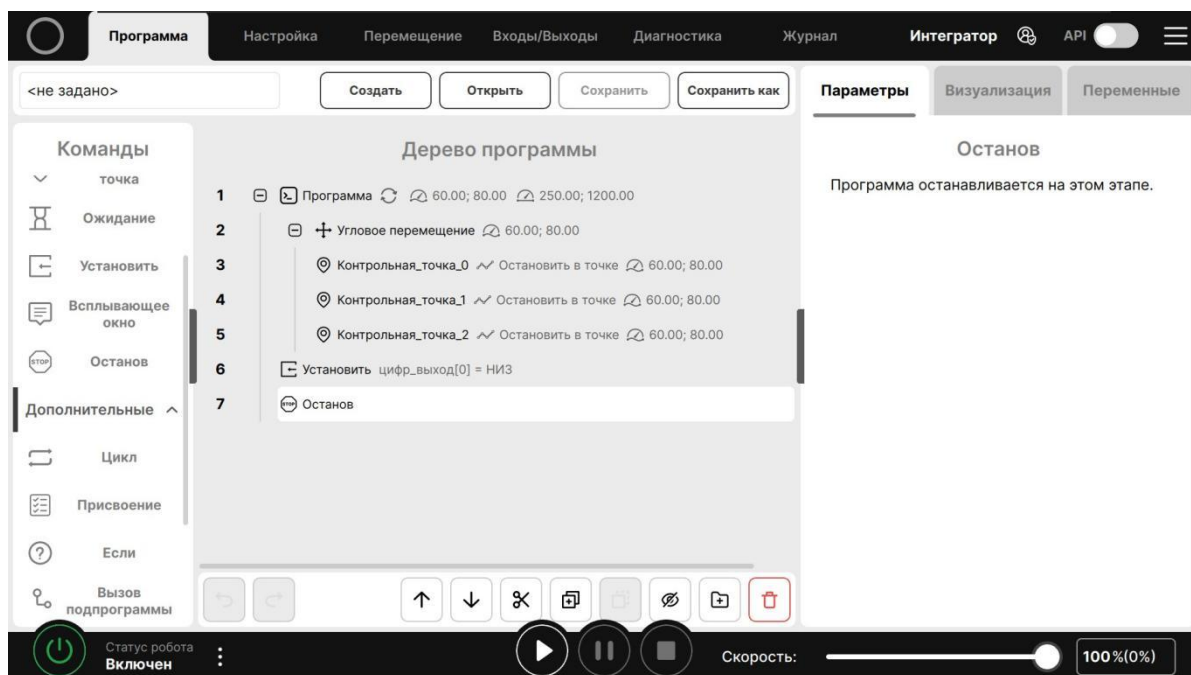 Программа Настройка Перемещение Входы/Выходы Диагностика Журнал Интегратор API
<не задано> Создать Открыть Сохранить Сохранить как Параметры Визуализация Переменные
Команды
точка
Ожидание
Установить
Всплывающее
окно
STOP Останов
Дополнительные
Цикл
Присвоение
Если
Вызов
подпрограммы
Дерево программы
1 Программа 60.00; 80.00 250.00; 1200.00
2 Угловое перемещение 60.00; 80.00
3 Контрольная_точка_0 Остановить в точке 60.00; 80.00
4 Контрольная_точка_1 Остановить в точке 60.00; 80.00
5 Контрольная_точка_2 Остановить в точке 60.00; 80.00
6 Установить цифр_выход[0] = НИЗ
7 STOP Останов
Останов
Программа останавливается на этом этапе.
Статус робота
Включен
Скорость: 100%(0%)